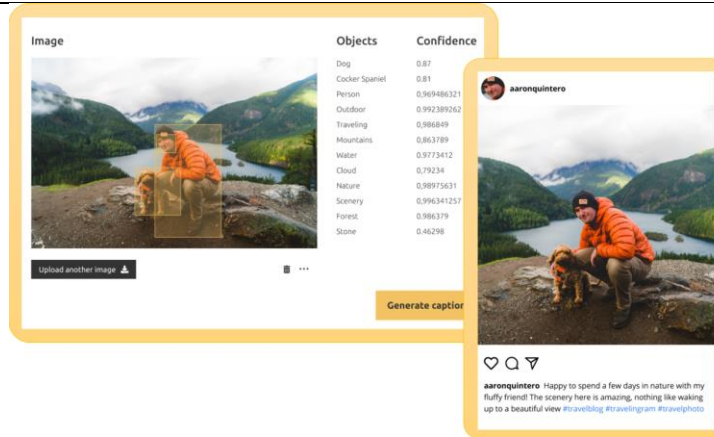 Image
Objects Confidence
Dog 0.87
Cocker Spaniel 0.81
Person 0,969486321
Outdoor 0.992389262
Traveling 0,986849
Mountains 0,863789
Water 0.9773412
Cloud 0,79234
Nature 0,98975631
Scenery 0,996341257
Forest 0,986379
Stone 0.46298
Upload another image
Generate caption
aaronquintero
aaronquintero Happy to spend a few days in nature with my
fluffy friend! The scenery here is amazing, nothing like waking
up to a beautiful view #travelblog #travelingram #travelphoto